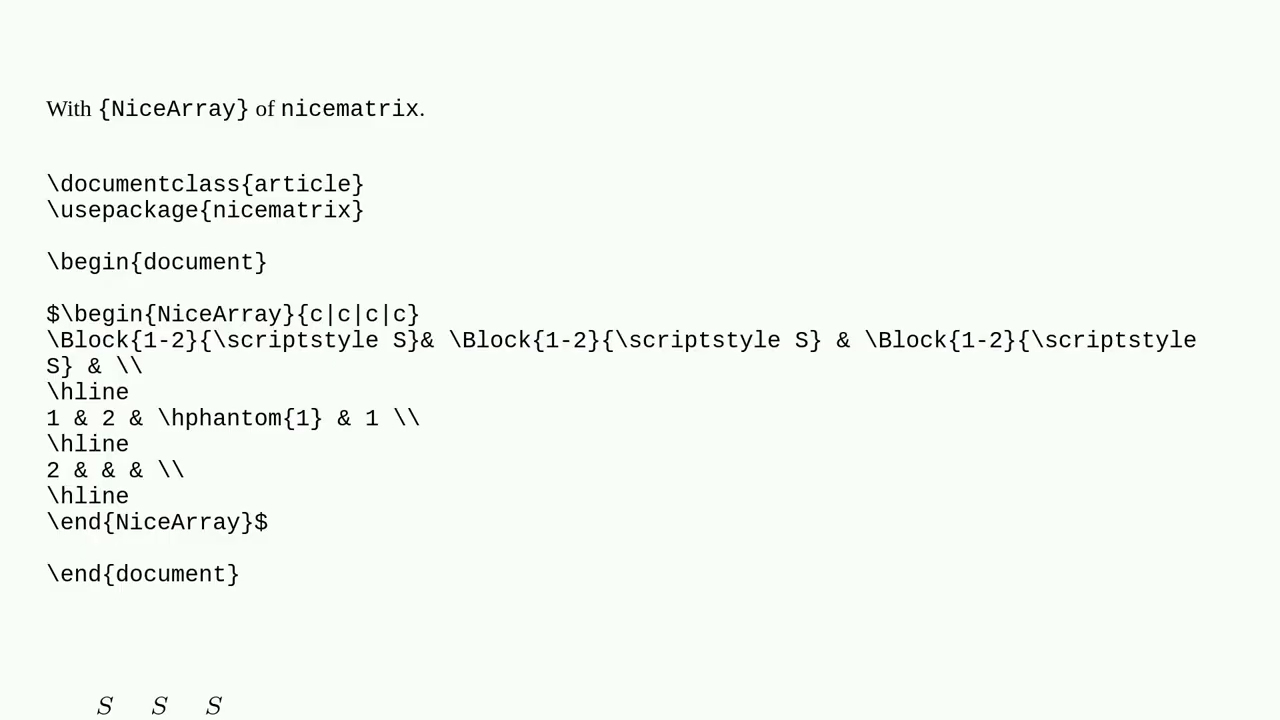 With {NiceArray} of nicematrix.
\documentclass{article}
\usepackage{nicematrix}
\begin{document}
$\begin{NiceArray}{c|c|c|c}
\Block{1-2}{\scriptstyle S}& \Block{1-2}{\scriptstyle S} & \Block{1-2}{\scriptstyle
S} & \\
\hline
1 & 2 & \hphantom{1} & 1 \\
\hline
2 & & & \\
\hline
\end{NiceArray}$
\end{document}
S S S